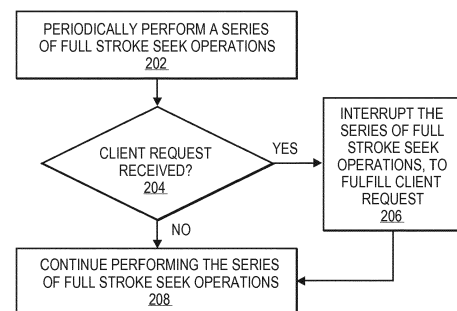 PERIODICALLY PERFORM A SERIES
OF FULL STROKE SEEK OPERATIONS
202
CLIENT REQUEST
RECEIVED?
204
YES
INTERRUPT THE
SERIES OF FULL
STROKE SEEK
OPERATIONS, TO
FULFILL CLIENT
REQUEST
206
NO
CONTINUE PERFORMING THE SERIES
OF FULL STROKE SEEK OPERATIONS
208